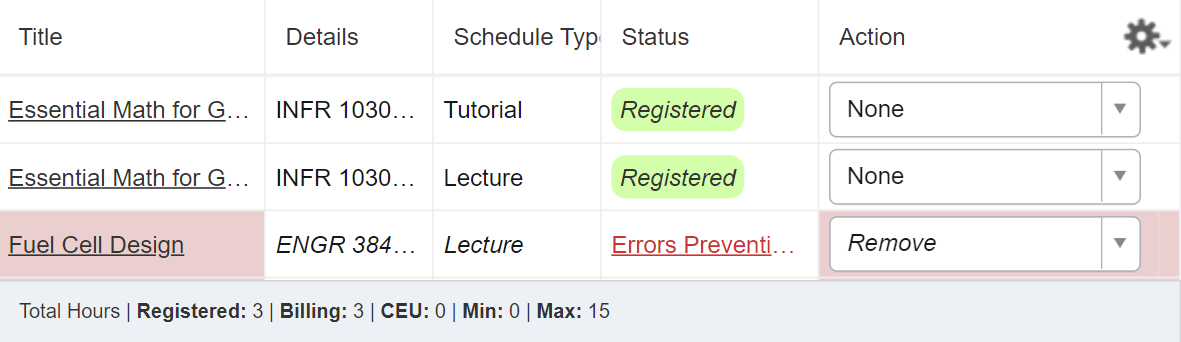 Title Details Schedule Typ Status Action
Essential Math for G… INFR 1030… Tutorial Registered None
Essential Math for G… INFR 1030… Lecture Registered None
Fuel Cell Design ENGR 384… Lecture Errors Preventi… Remove
Total Hours | Registered: 3 | Billing: 3 | CEU: 0 | Min: 0 | Max: 15